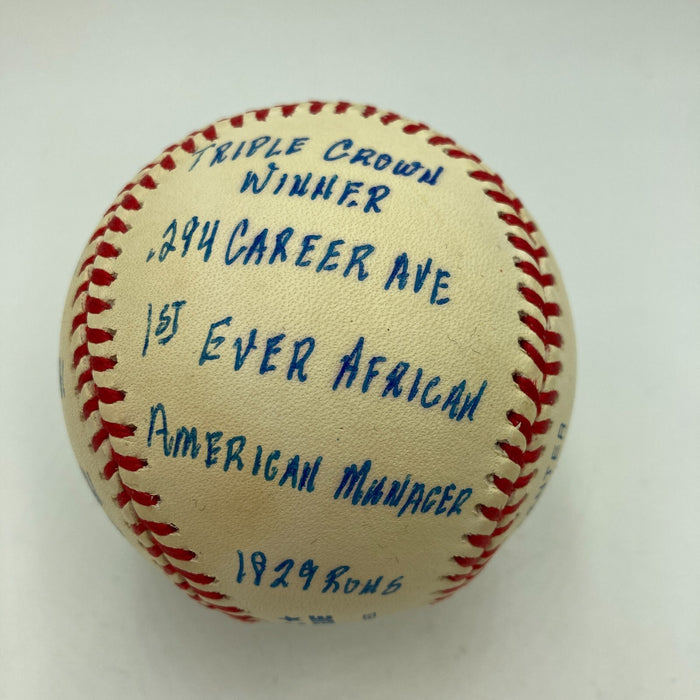 TRIPLE CROWN
WINNER
.294 CAREER AVE
1ST EVER AFRICAN
AMERICAN MANAGER
1829 RUNS